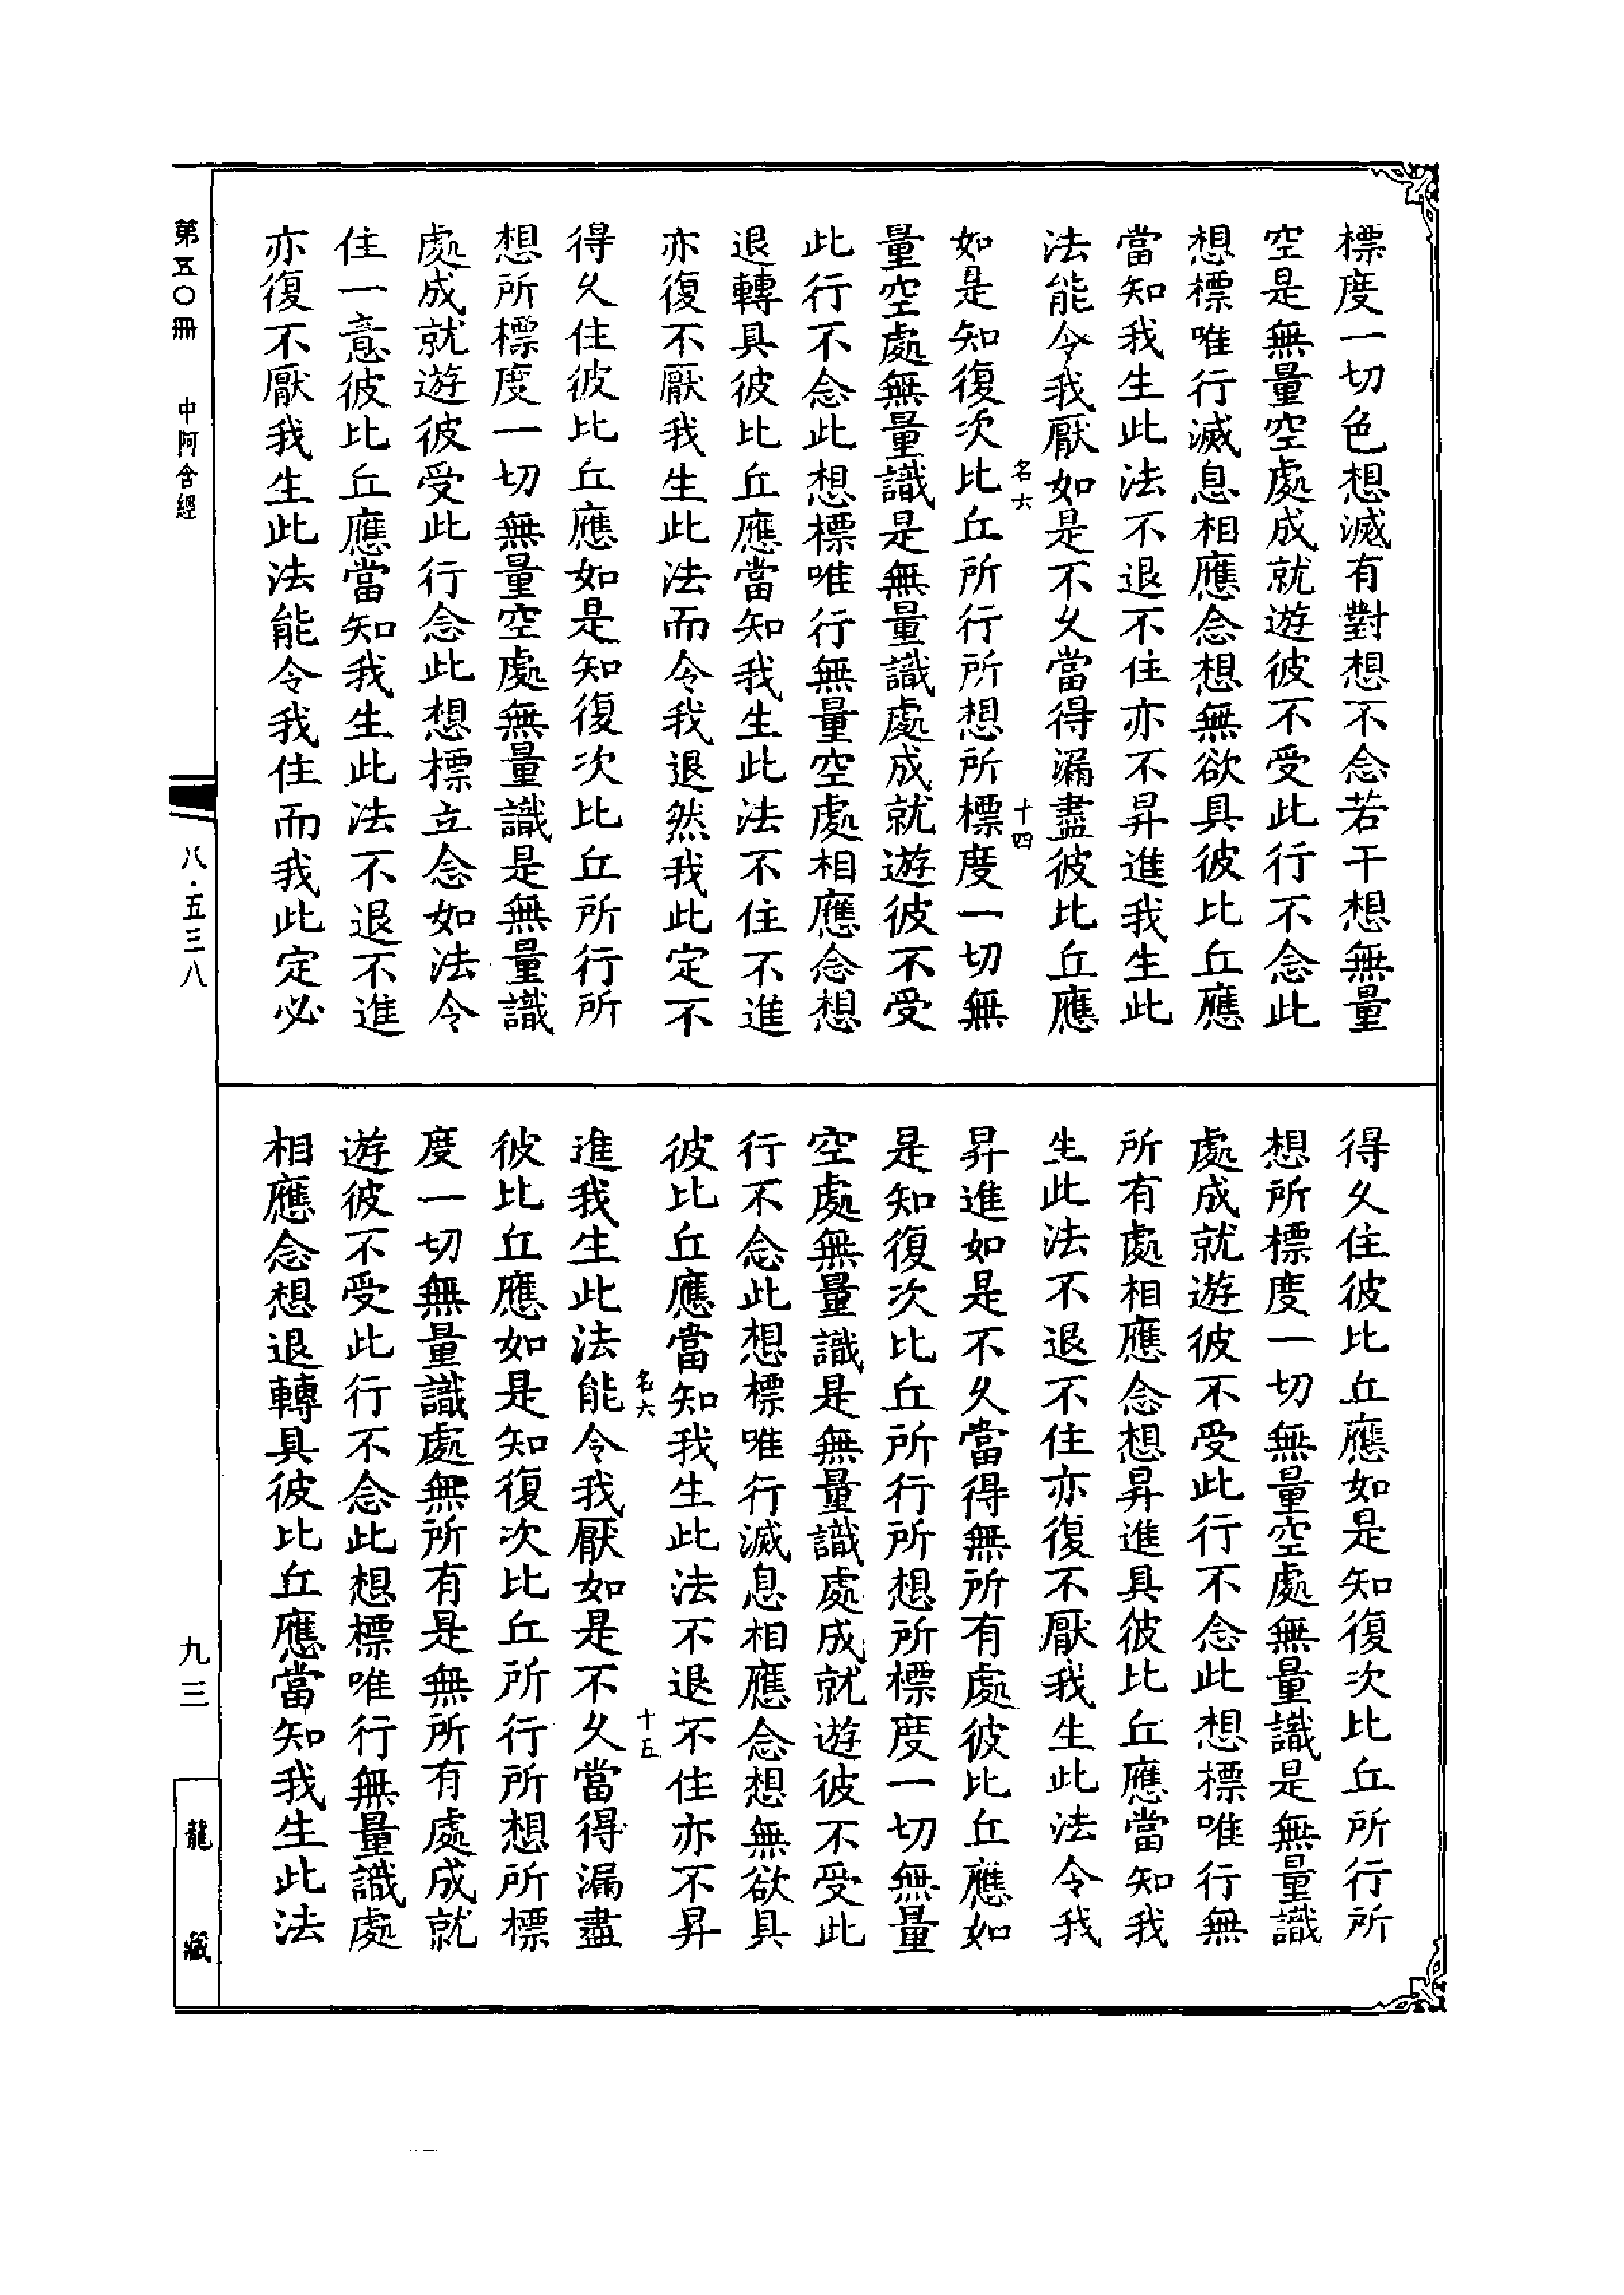 標度一切色想滅有對想不念若干想無量
空是無量空處成就遊彼不受此行不念此
想標唯行滅息相應念想無欲具彼比丘應
當知我生此法不退不住亦不昇進我生此
法能令我厭如是不久當得漏盡彼比丘應
名六 十四
如是知復次比丘所行所想所標度一切無
量空處無量識是無量識處成就遊彼不受
此行不念此想標唯行無量空處相應念想
退轉具彼比丘應當知我生此法不住不進
亦復不厭我生此法而令我退然我此定不
得久住彼比丘應如是知復次比丘所行所
想所標度一切無量空處無量識是無量識
處成就遊彼受此行念此想標立念如法令
住一意彼比丘應當知我生此法不退不進
亦復不厭我生此法能令我住而我此定必
得久住彼比丘應如是知復次比丘所行所
想所標度一切無量空處無量識是無量識
處成就遊彼不受此行不念此想標唯行無
所有處相應念想昇進具彼比丘應當知我
生此法不退不住亦復不厭我生此法令我
昇進如是不久當得無所有處彼比丘應如
是知復次比丘所行所想所標度一切無量
空處無量識是無量識處成就遊彼不受此
行不念此想標唯行滅息相應念想無欲具
彼比丘應當知我生此法不退不住亦不昇
名六 十五
進我生此法能令我厭如是不久當得漏盡
彼比丘應如是知復次比丘所行所想所標
度一切無量識處無所有是無所有處成就
遊彼不受此行不念此想標唯行無量識處
相應念想退轉具彼比丘應當知我生此法
第五〇冊 中阿含經
八·五三八
九三
龍藏